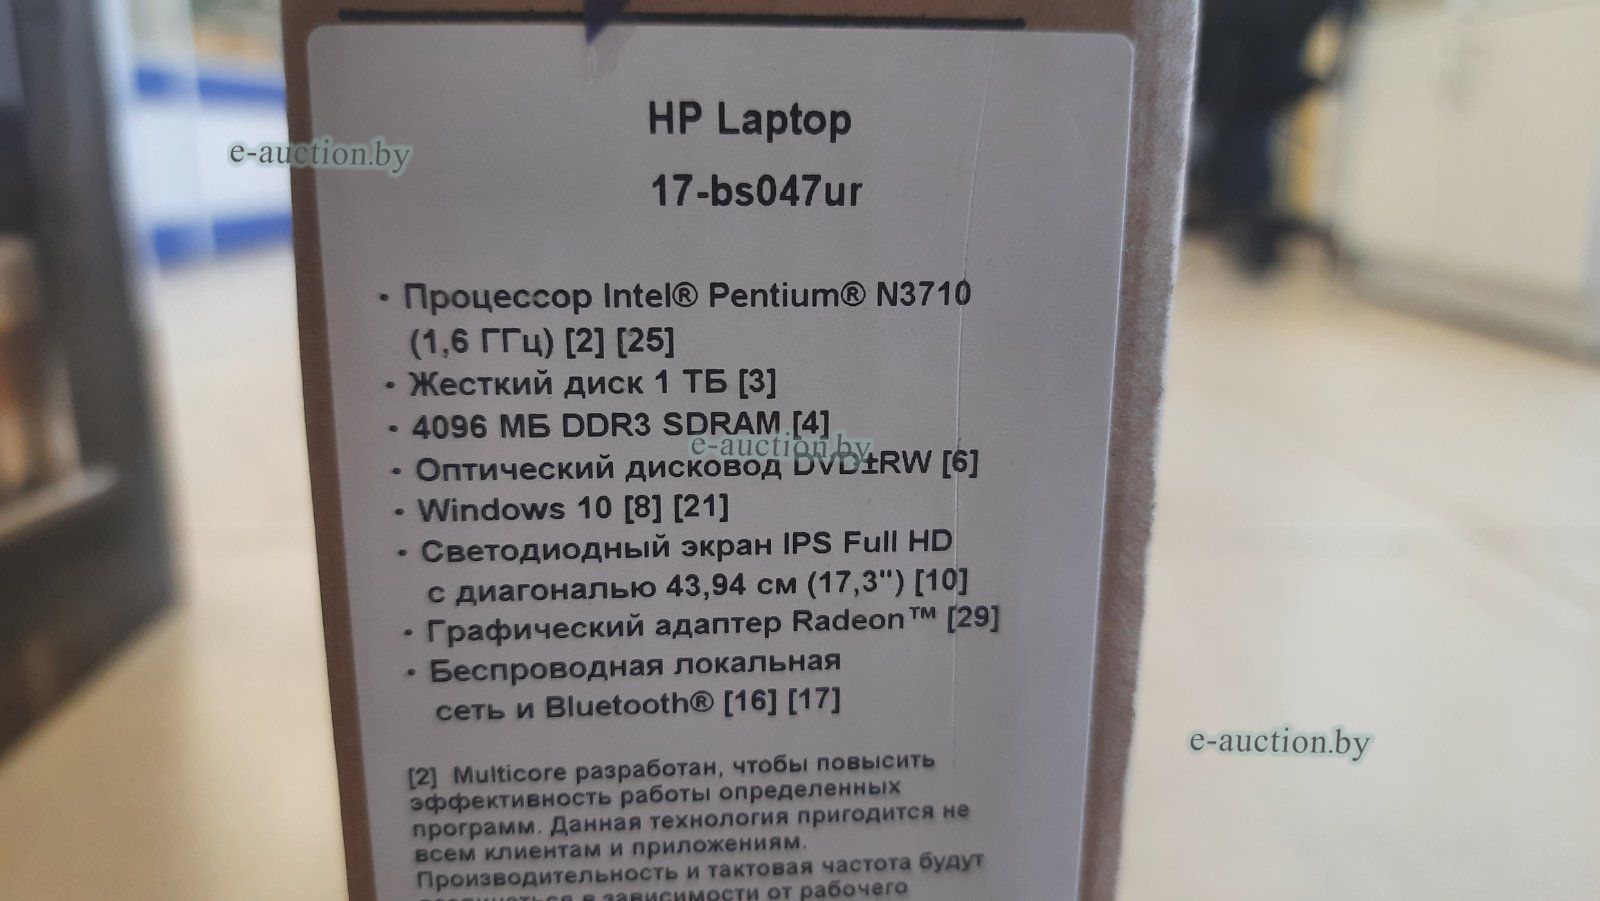 HP Laptop
e-auction.by
17-bs047ur
• Процессор Intel® Pentium® N3710
(1,6 ГГц) [2] [25]
• Жесткий диск 1 ТБ [3]
• 4096 МБ DDR3 SDRAM [4]
e-auction.by
• Оптический дисковод DVD±RW [6]
• Windows 10 [8] [21]
• Светодиодный экран IPS Full HD
с диагональю 43,94 см (17,3") [10]
• Графический адаптер Radeon™ [29]
• Беспроводная локальная
сеть и Bluetooth® [16] [17]
e-auction.by
[2] Multicore разработан, чтобы повысить
эффективность работы определенных
программ. Данная технология пригодится не
всем клиентам и приложениям.
Производительность и тактовая частота будут
в зависимости от рабочего